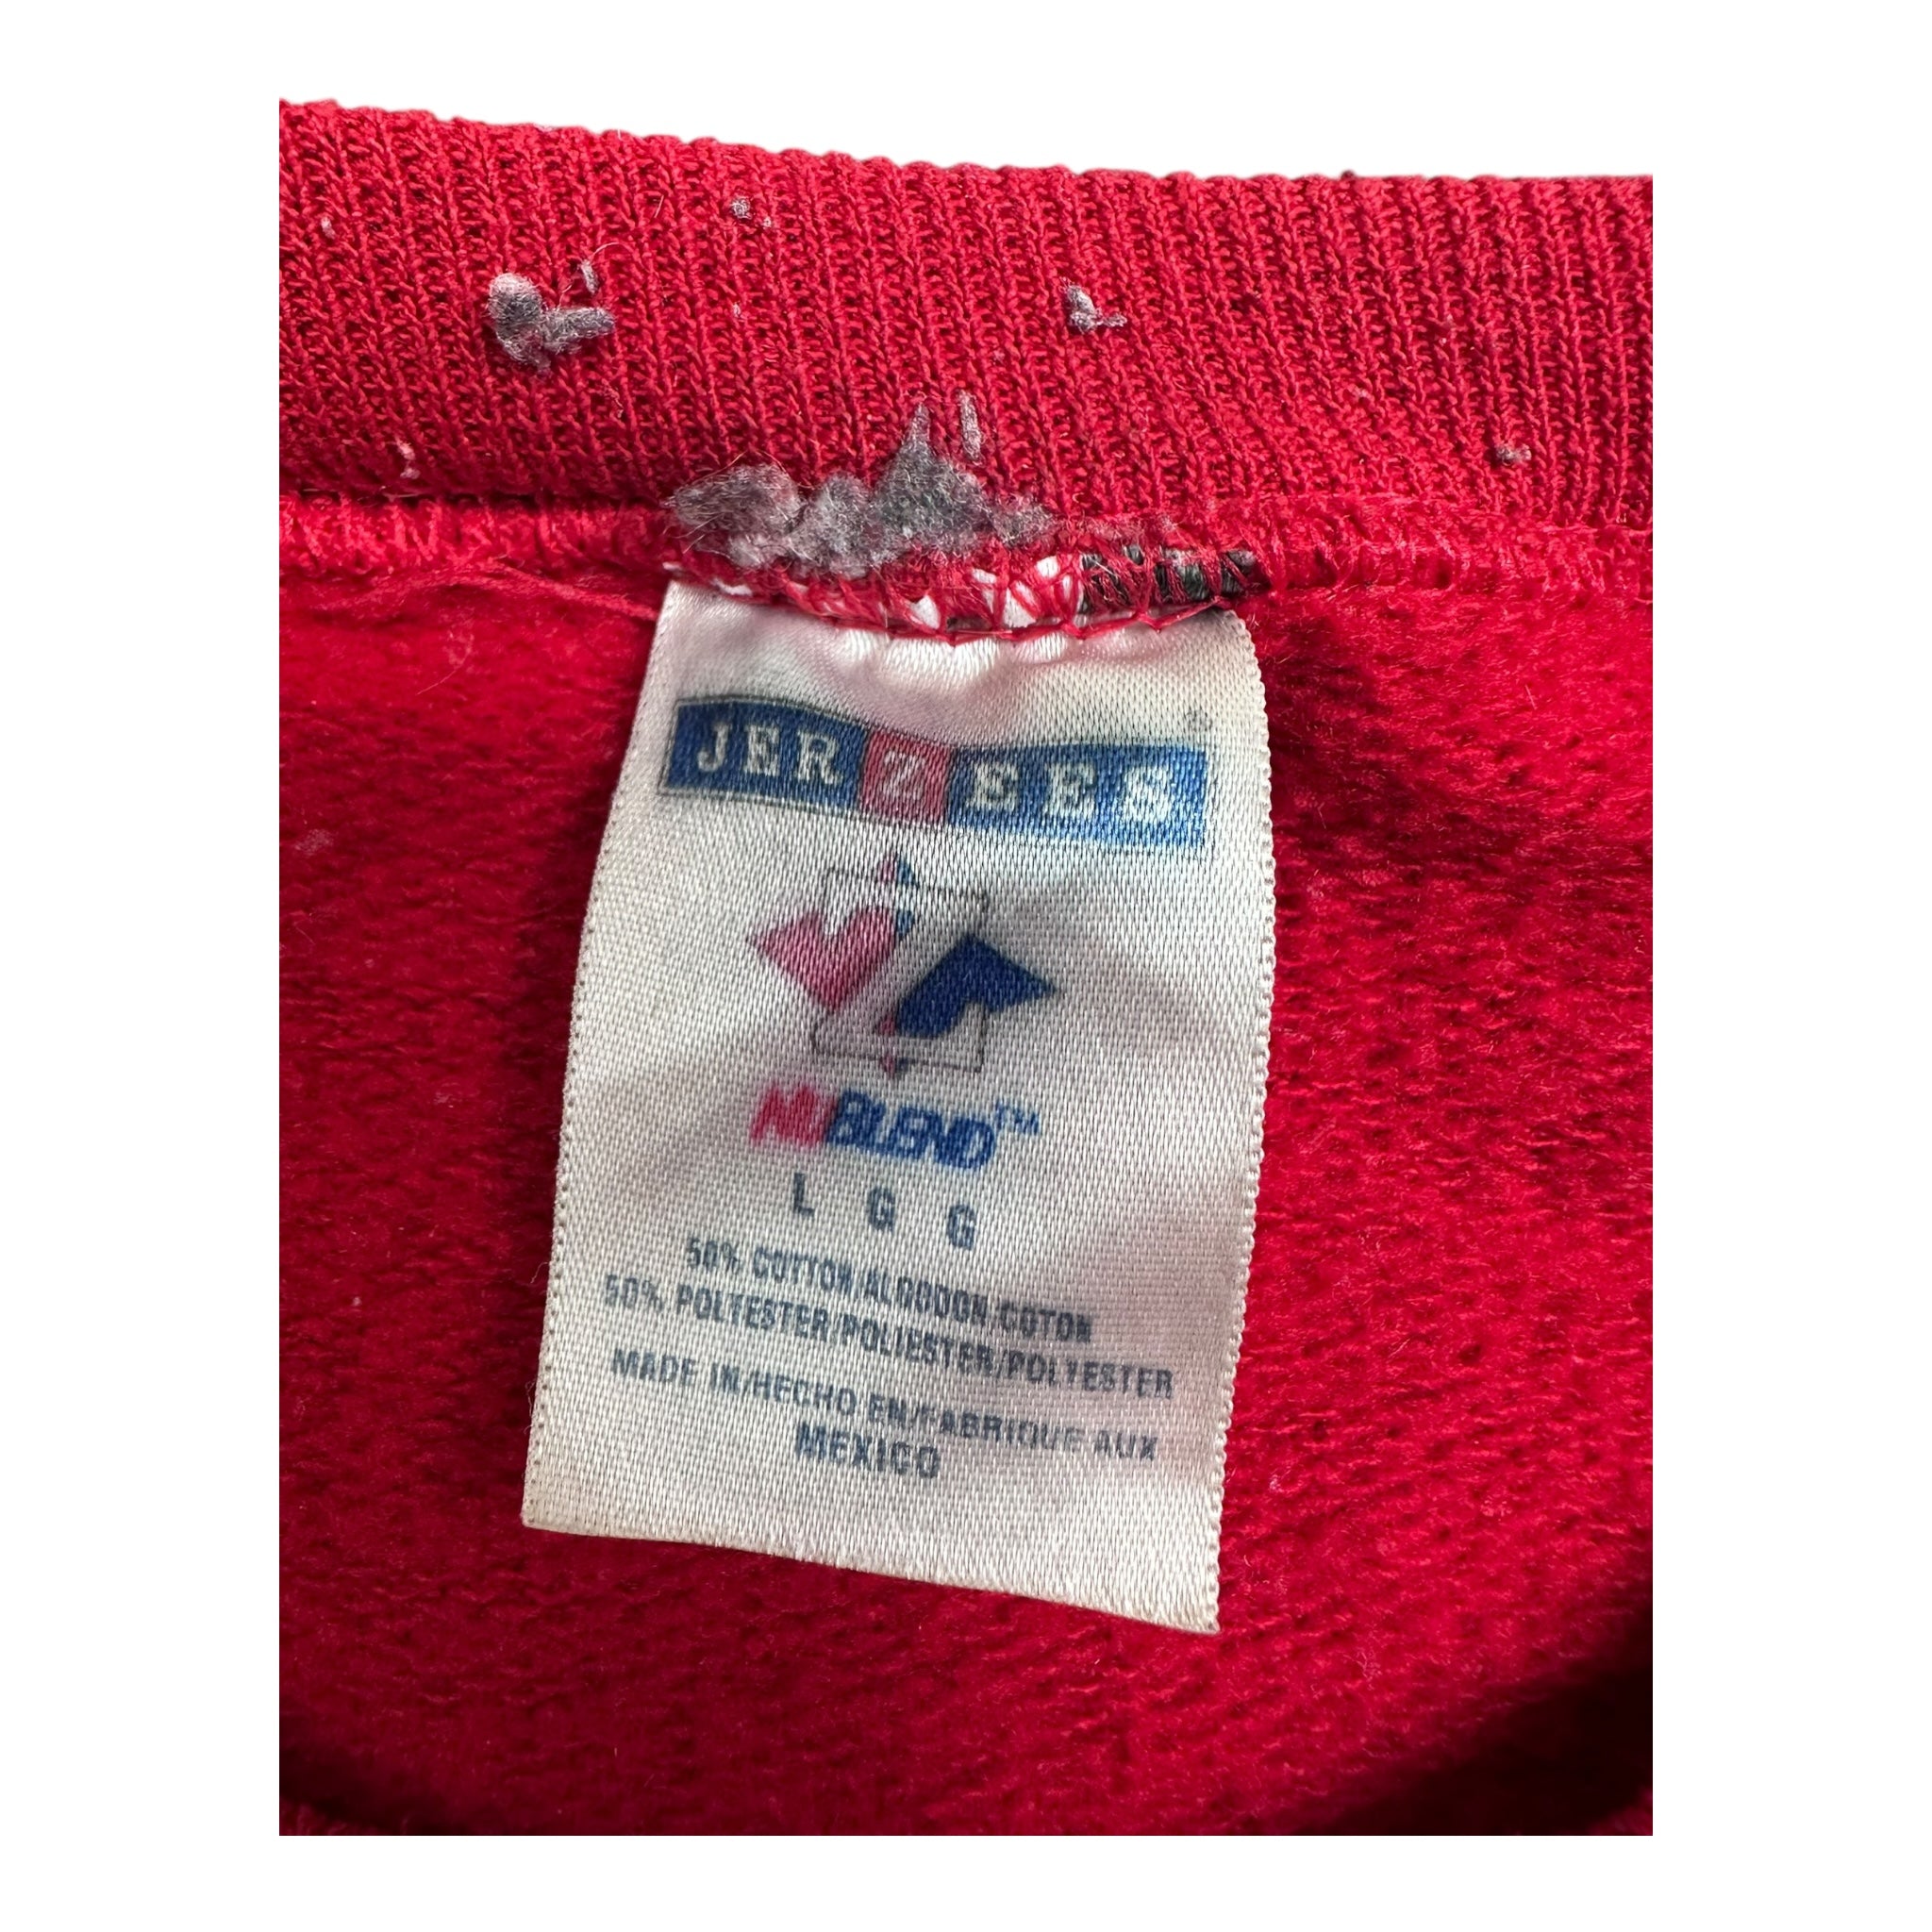 JERZEES
NUBLEND™
L G G
50% COTTON/ALGODON/COTON
50% POLYESTER/POLIESTER/POLYESTER
MADE IN/HECHO EN/FABRIQUE AUX
MEXICO